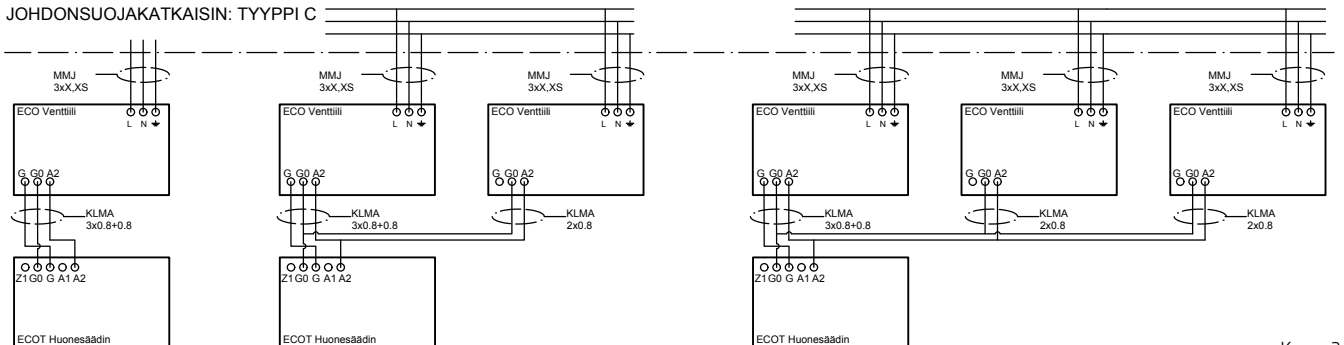 JOHDONSUOJAKATKAISIN: TYYPPI C
MMJ
3xX,XS
MMJ
3xX,XS
MMJ
3xX,XS
MMJ
3xX,XS
MMJ
3xX,XS
MMJ
3xX,XS
ECO Venttiili
L N
ECO Venttiili
L N
ECO Venttiili
L N
ECO Venttiili
L N
ECO Venttiili
L N
ECO Venttiili
L N
G G0 A2
G G0 A2
G G0 A2
G G0 A2
G G0 A2
G G0 A2
KLMA
3x0.8+0.8
KLMA
3x0.8+0.8
KLMA
2x0.8
KLMA
3x0.8+0.8
KLMA
2x0.8
KLMA
2x0.8
Z1 G0 G A1 A2
Z1 G0 G A1 A2
Z1 G0 G A1 A2
ECOT Huonesäädin
ECOT Huonesäädin
ECOT Huonesäädin